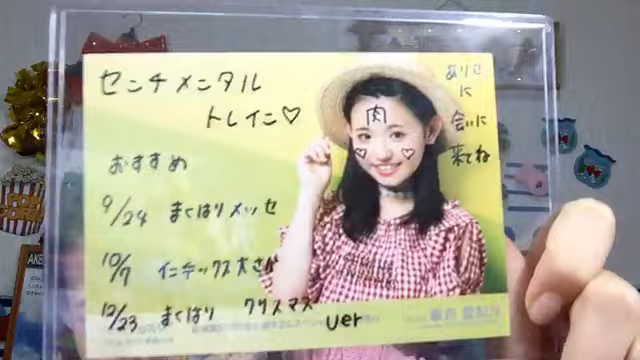 センチメンタル
トレイン♡
おすすめ
9/24 まくはりメッセ
10/7 インテックス大さか
12/23 まくはり クリスマス
ver
ありさ
に
会いに
来てね
肉
POP
CORN
AKB